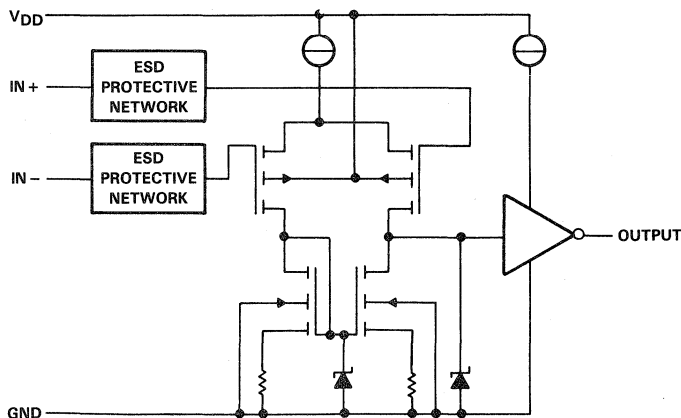 VDD
IN+
ESD
PROTECTIVE
NETWORK
IN–
ESD
PROTECTIVE
NETWORK
OUTPUT
GND